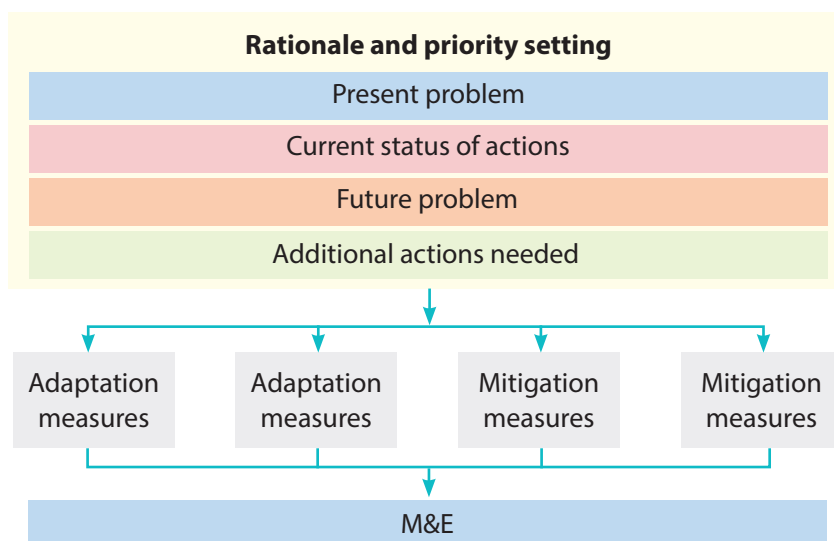 Rationale and priority setting
Present problem
Current status of actions
Future problem
Additional actions needed
Adaptation
measures
Adaptation
measures
Mitigation
measures
Mitigation
measures
M&E